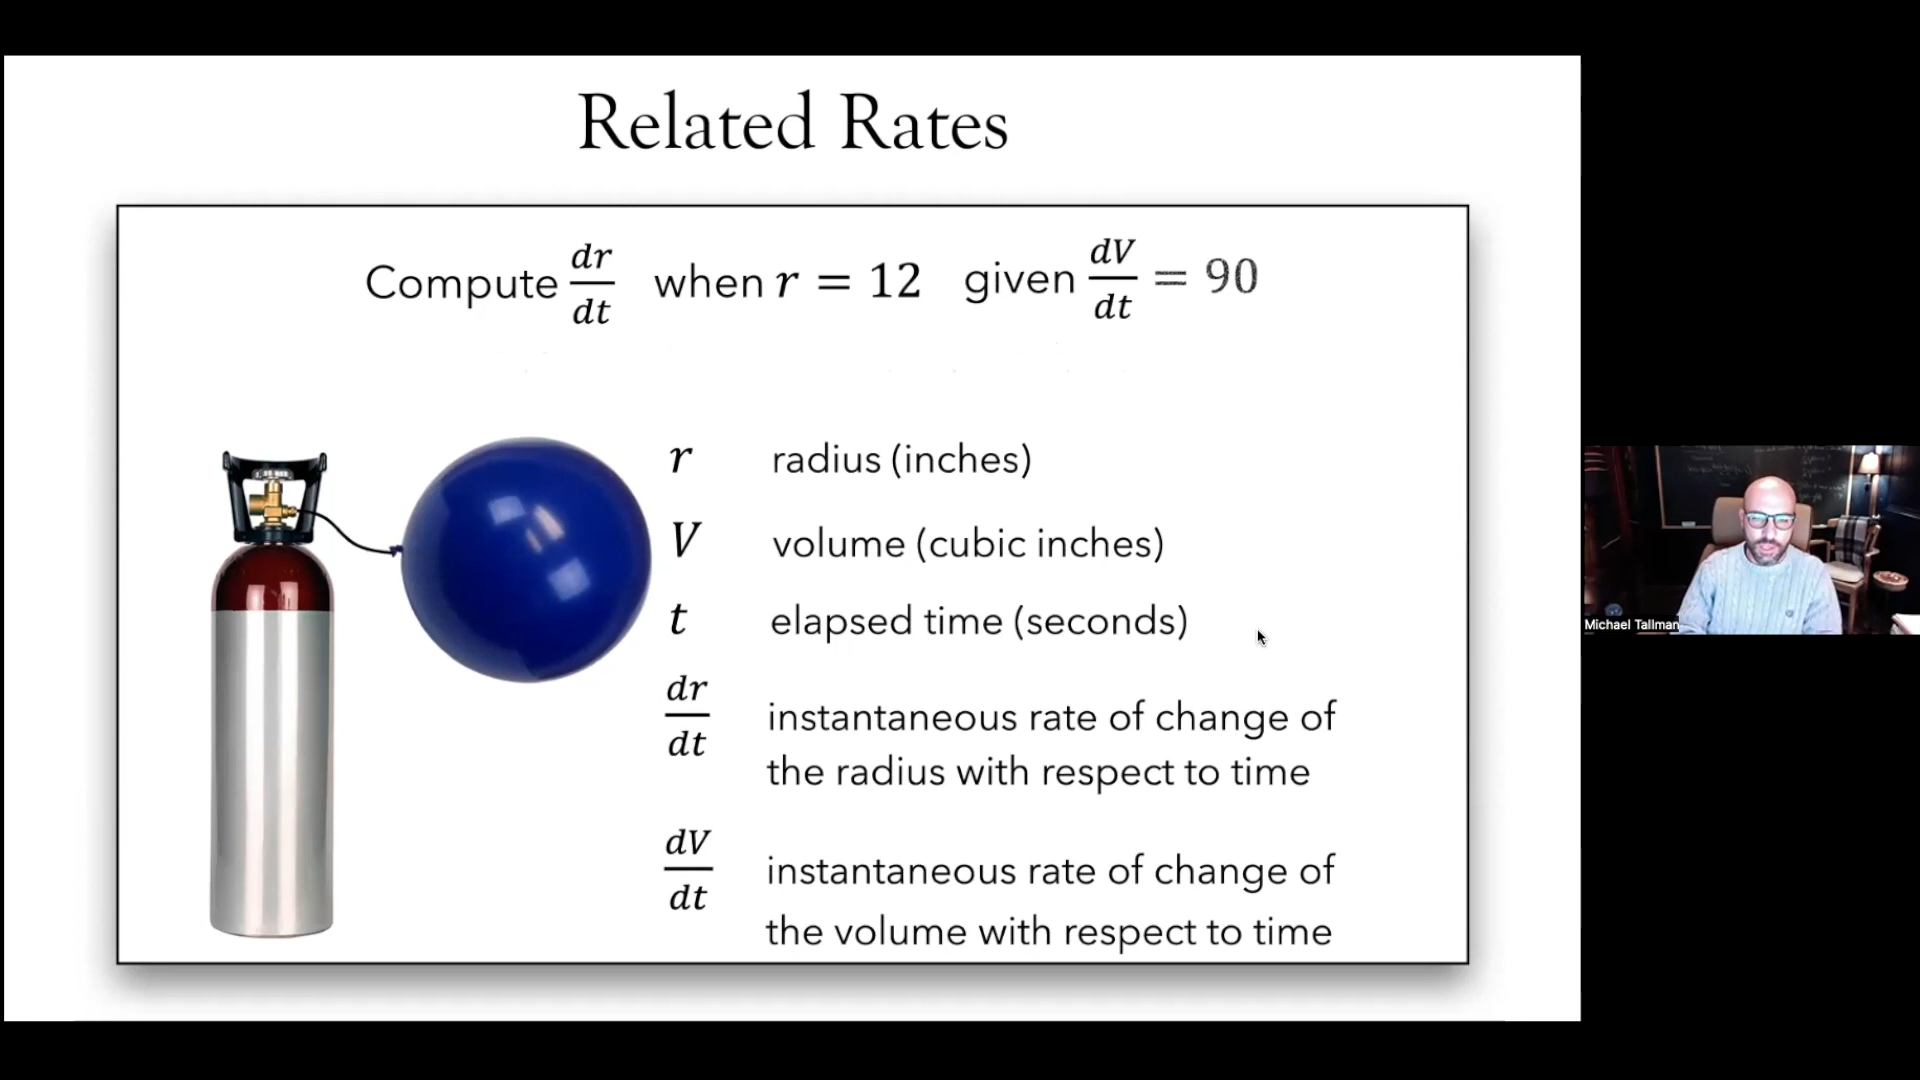 Related Rates
Compute dr/dt when r = 12 given dV/dt = 90
r radius (inches)
V volume (cubic inches)
t elapsed time (seconds)
dr/dt instantaneous rate of change of
the radius with respect to time
dV/dt instantaneous rate of change of
the volume with respect to time
Michael Tallman